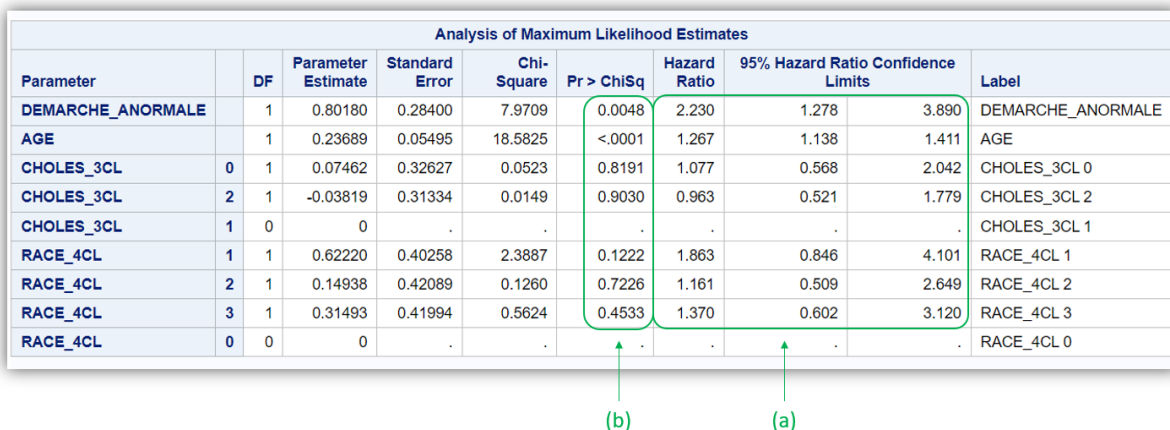 Analysis of Maximum Likelihood Estimates
Parameter DF Parameter Estimate Standard Error Chi-Square Pr > ChiSq Hazard Ratio 95% Hazard Ratio Confidence Limits Label
DEMARCHE_ANORMALE 1 0.80180 0.28400 7.9709 0.0048 2.230 1.278 3.890 DEMARCHE_ANORMALE
AGE 1 0.23689 0.05495 18.5825 <.0001 1.267 1.138 1.411 AGE
CHOLES_3CL 0 1 0.07462 0.32627 0.0523 0.8191 1.077 0.568 2.042 CHOLES_3CL 0
CHOLES_3CL 2 1 -0.03819 0.31334 0.0149 0.9030 0.963 0.521 1.779 CHOLES_3CL 2
CHOLES_3CL 1 0 0 . . . . . . CHOLES_3CL 1
RACE_4CL 1 1 0.62220 0.40258 2.3887 0.1222 1.863 0.846 4.101 RACE_4CL 1
RACE_4CL 2 1 0.14938 0.42089 0.1260 0.7226 1.161 0.509 2.649 RACE_4CL 2
RACE_4CL 3 1 0.31493 0.41994 0.5624 0.4533 1.370 0.602 3.120 RACE_4CL 3
RACE_4CL 0 0 0 . . . . . . RACE_4CL 0
(b) (a)